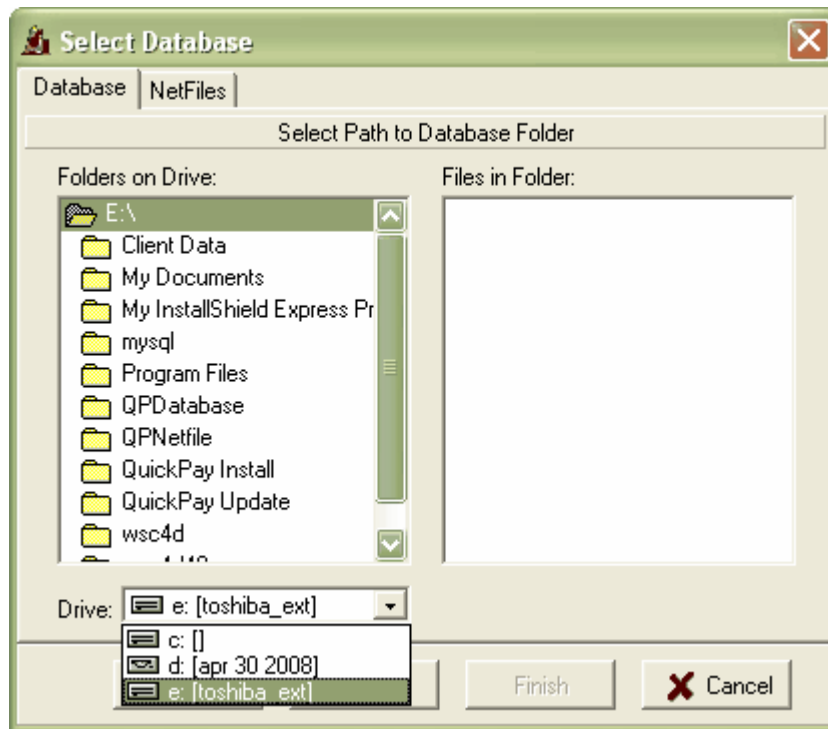 Select Database
Database NetFiles
Select Path to Database Folder
Folders on Drive: Files in Folder:
E:\
Client Data
My Documents
My InstallShield Express Pr
mysql
Program Files
QPDatabase
QPNetfile
QuickPay Install
QuickPay Update
wsc4d
Drive: e: [toshiba_ext]
c: []
d: [apr 30 2008]
e: [toshiba_ext]
Finish Cancel